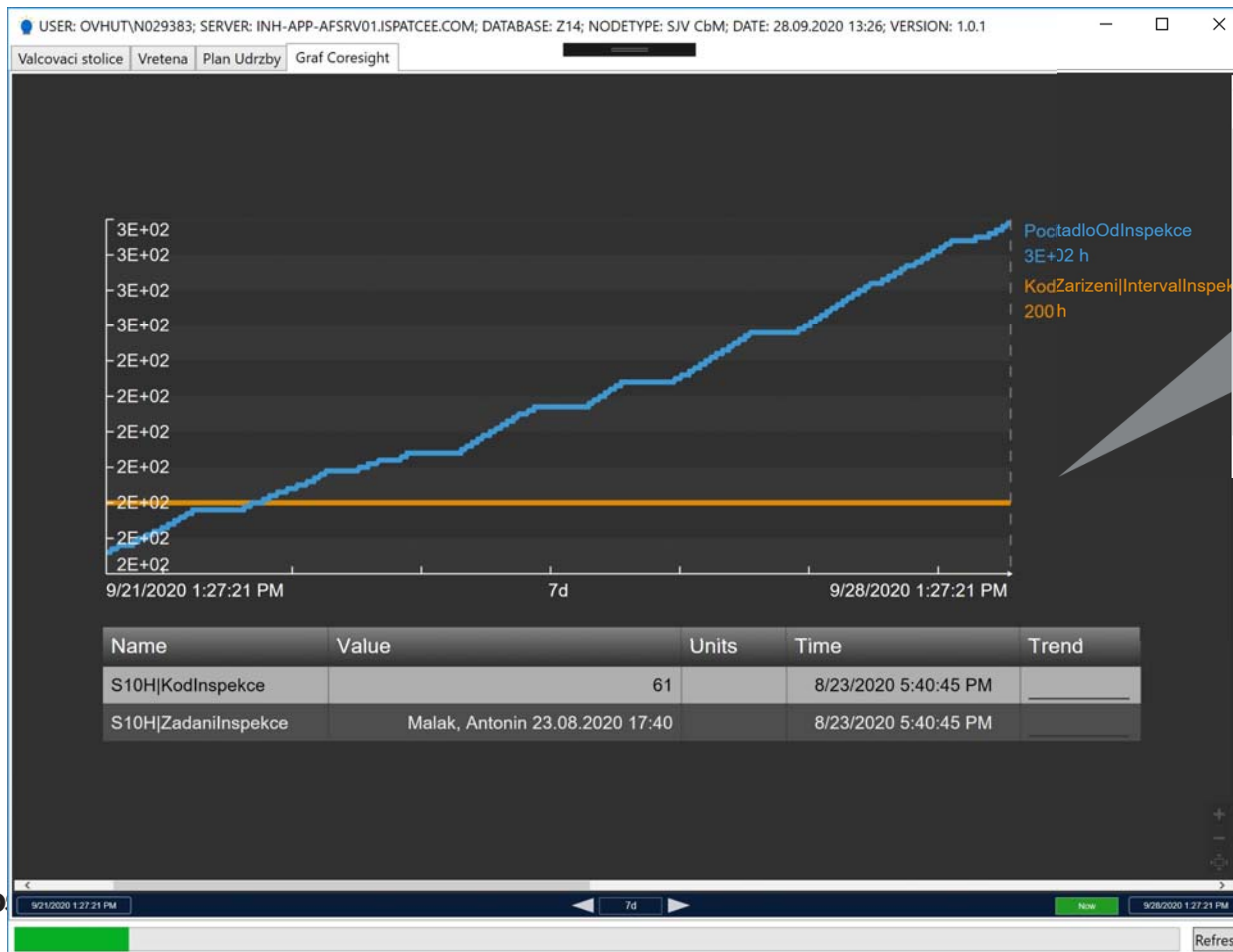 USER: OVHUT\N029383; SERVER: INH-APP-AFSRV01.ISPATCEE.COM; DATABASE: Z14; NODETYPE: SJV CbM; DATE: 28.09.2020 13:26; VERSION: 1.0.1
Valcovaci stolice Vretena Plan Udrzby Graf Coresight
3E+02
3E+02
3E+02
3E+02
2E+02
2E+02
2E+02
2E+02
2E+02
2E+02
2E+02
PocitadloOdInspekce
3E+02 h
KodZarizeni|IntervalInspek
200 h
9/21/2020 1:27:21 PM 7d 9/28/2020 1:27:21 PM
Name Value Units Time Trend
S10H|KodInspekce 61 8/23/2020 5:40:45 PM
S10H|ZadaniInspekce Malak, Antonin 23.08.2020 17:40 8/23/2020 5:40:45 PM
9/21/2020 1:27:21 PM 7d Now 9/28/2020 1:27:21 PM
Refres